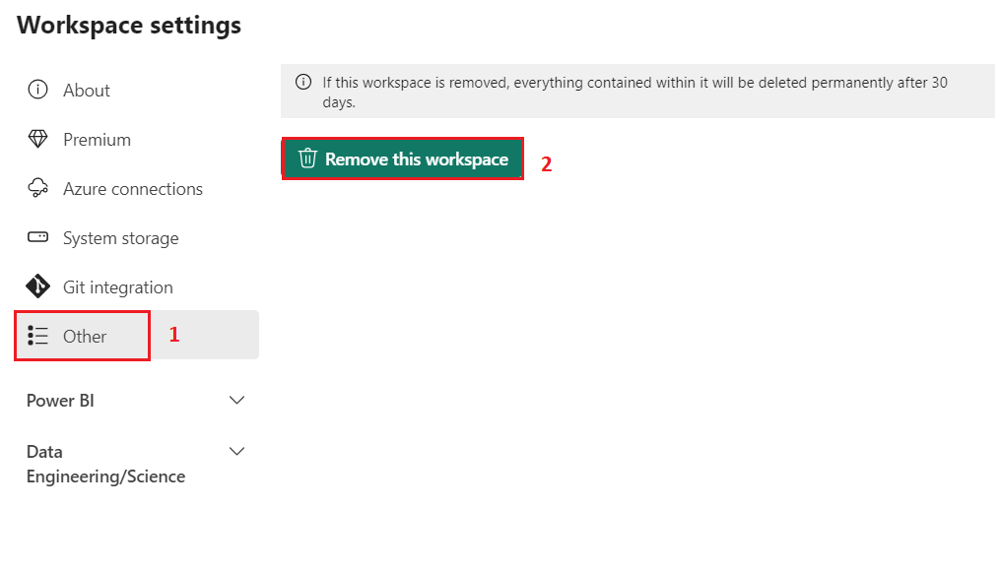 Workspace settings
About
Premium
Azure connections
System storage
Git integration
Other
1
Power BI
Data
Engineering/Science
If this workspace is removed, everything contained within it will be deleted permanently after 30
days.
Remove this workspace
2